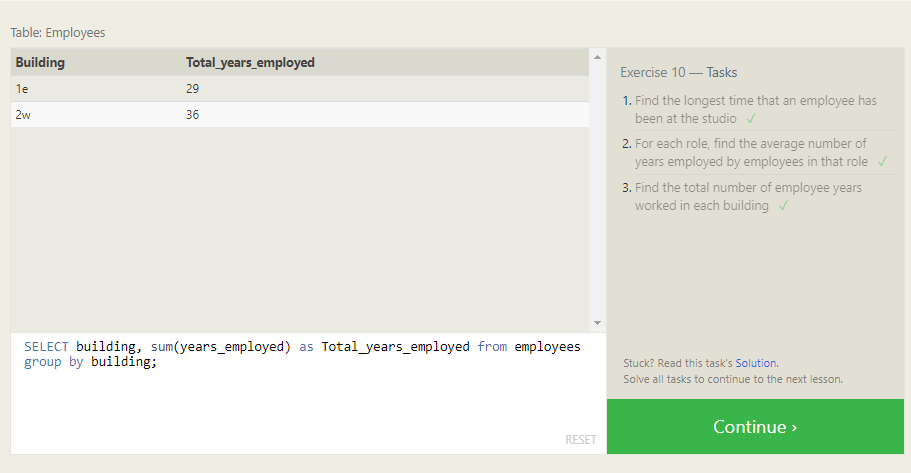 Table: Employees
Building Total_years_employed
1e 29
2w 36
SELECT building, sum(years_employed) as Total_years_employed from employees
group by building;
RESET
Exercise 10 — Tasks
1. Find the longest time that an employee has
been at the studio ✓
2. For each role, find the average number of
years employed by employees in that role ✓
3. Find the total number of employee years
worked in each building ✓
Stuck? Read this task's Solution.
Solve all tasks to continue to the next lesson.
Continue ›